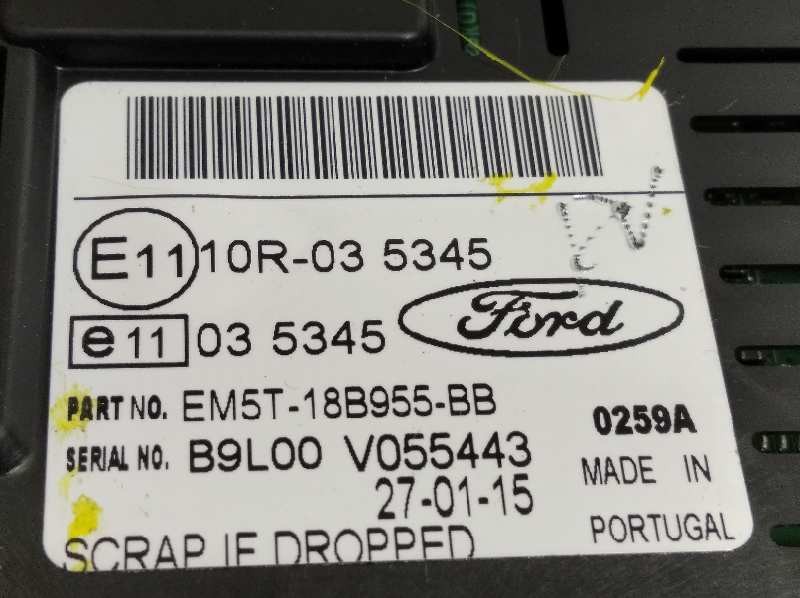 E11 10R-03 5345
e11 03 5345
Ford
PART NO. EM5T-18B955-BB
0259A
SERIAL NO. B9L00 V055443
MADE IN
27-01-15
PORTUGAL
SCRAP IF DROPPED